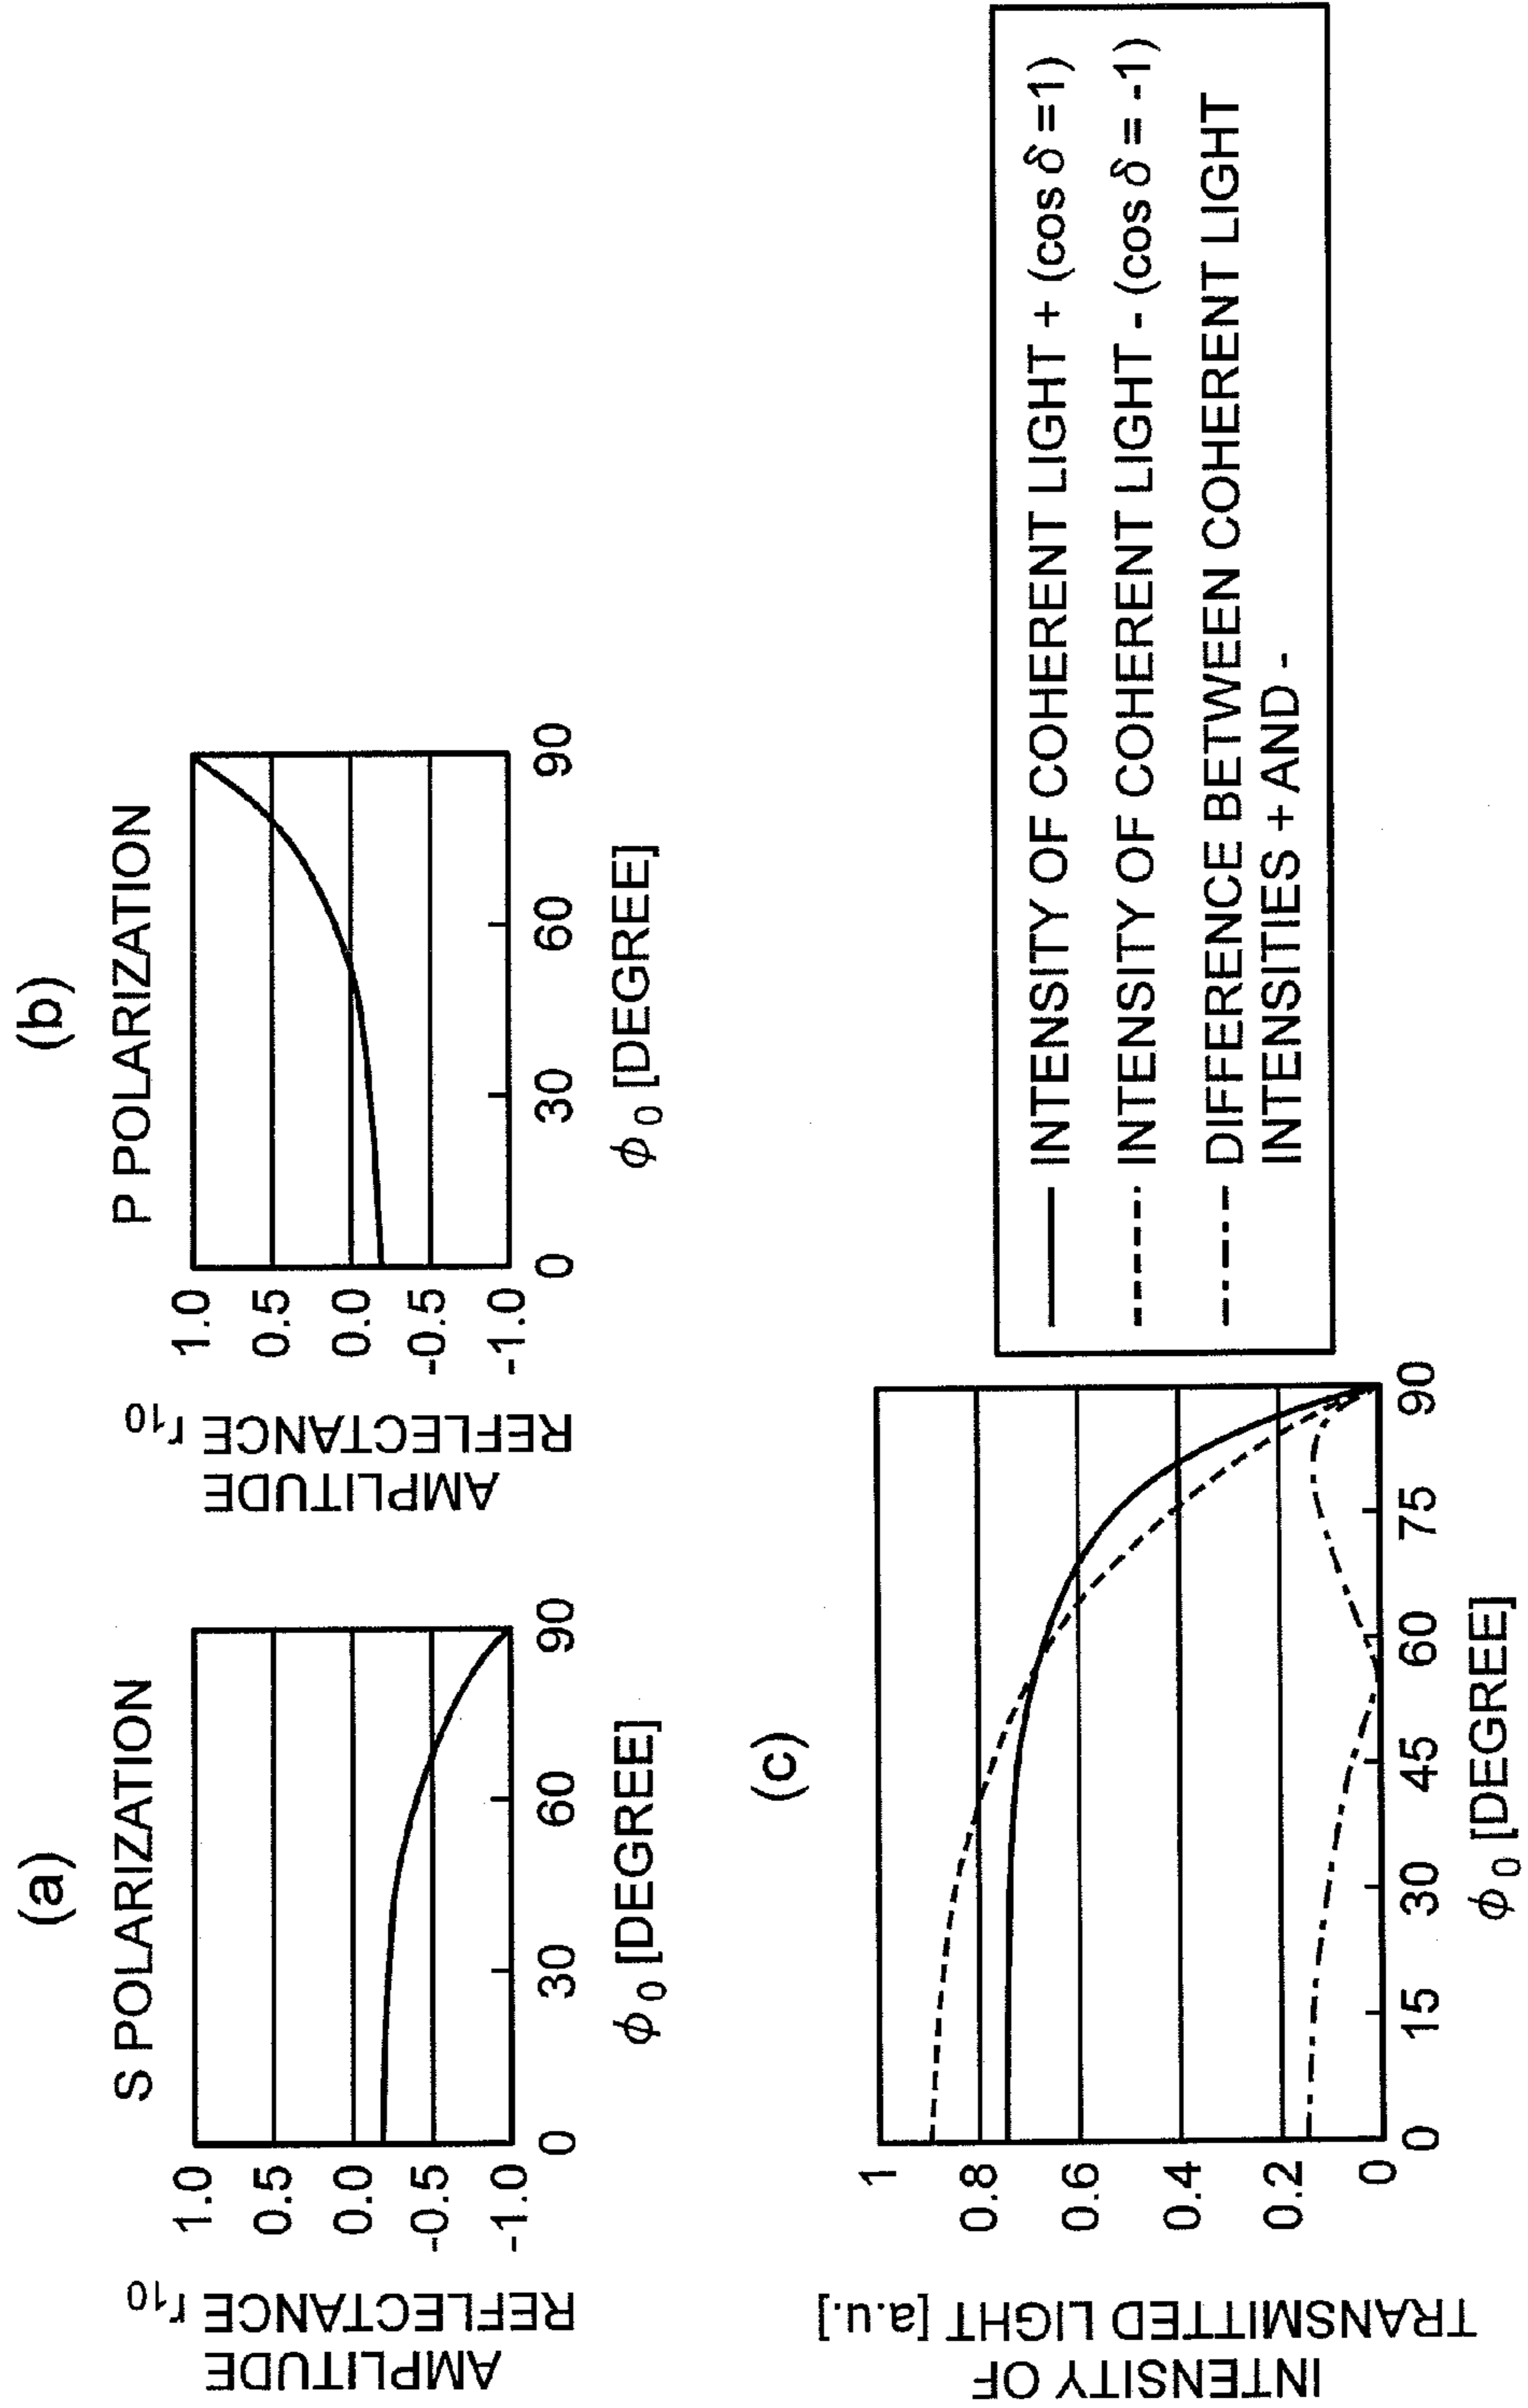 (a)
S POLARIZATION
AMPLITUDE
REFLECTANCE r10
1.0
0.5
0.0
-0.5
-1.0
0 30 60 90
ϕ0 [DEGREE]
(b)
P POLARIZATION
AMPLITUDE
REFLECTANCE r10
1.0
0.5
0.0
-0.5
-1.0
0 30 60 90
ϕ0 [DEGREE]
(c)
INTENSITY OF
TRANSMITTED LIGHT [a.u.]
1
0.8
0.6
0.4
0.2
0
0 15 30 45 60 75 90
ϕ0 [DEGREE]
INTENSITY OF COHERENT LIGHT + (cos δ =1)
INTENSITY OF COHERENT LIGHT - (cos δ = -1)
DIFFERENCE BETWEEN COHERENT LIGHT
INTENSITIES + AND -